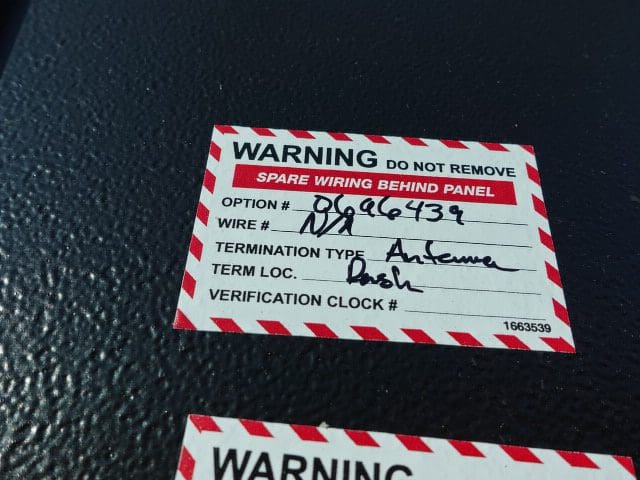 WARNING DO NOT REMOVE
SPARE WIRING BEHIND PANEL
OPTION # 0696439
WIRE # N/A
TERMINATION TYPE Antenna
TERM LOC. Dash
VERIFICATION CLOCK #
1663539
WARNING